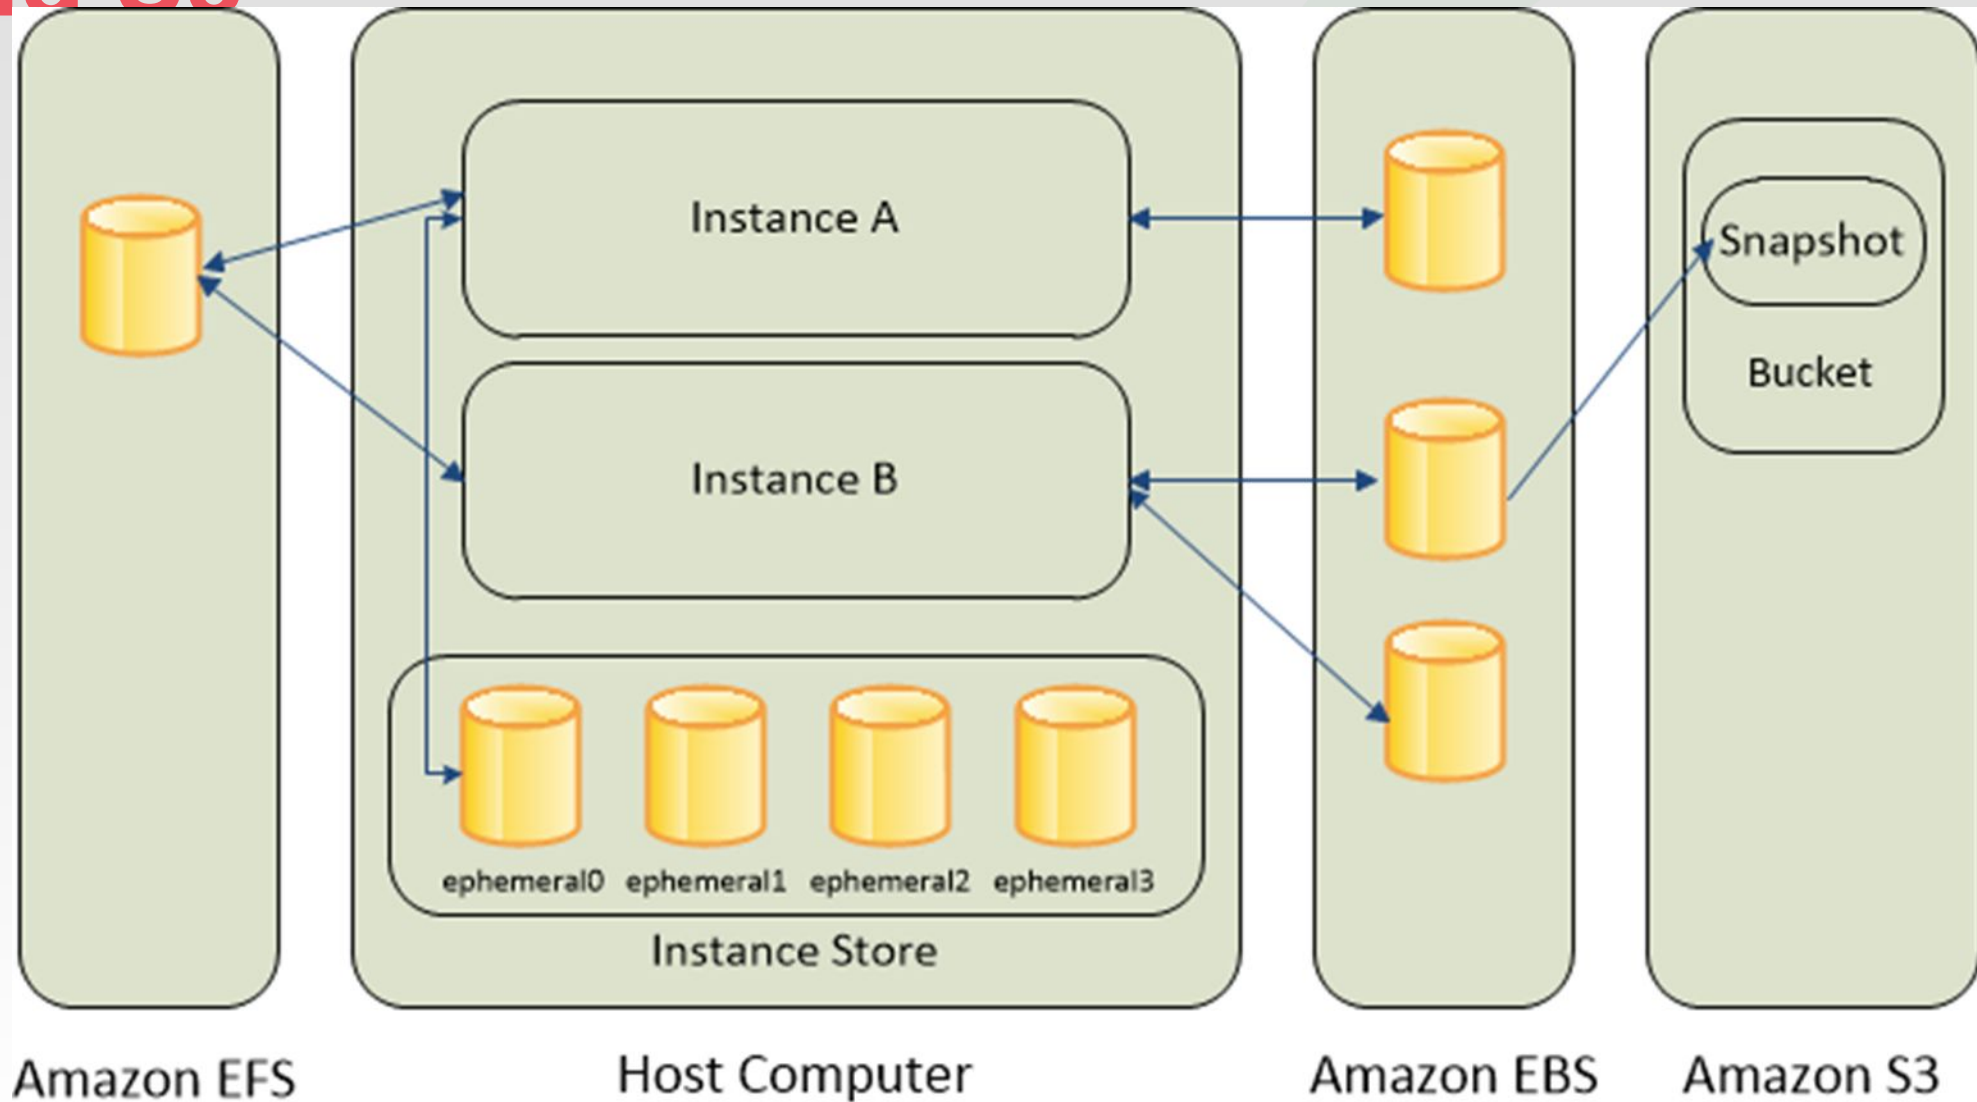 Instance A
Instance B
ephemeral0 ephemeral1 ephemeral2 ephemeral3
Instance Store
Snapshot
Bucket
Amazon EFS
Host Computer
Amazon EBS
Amazon S3